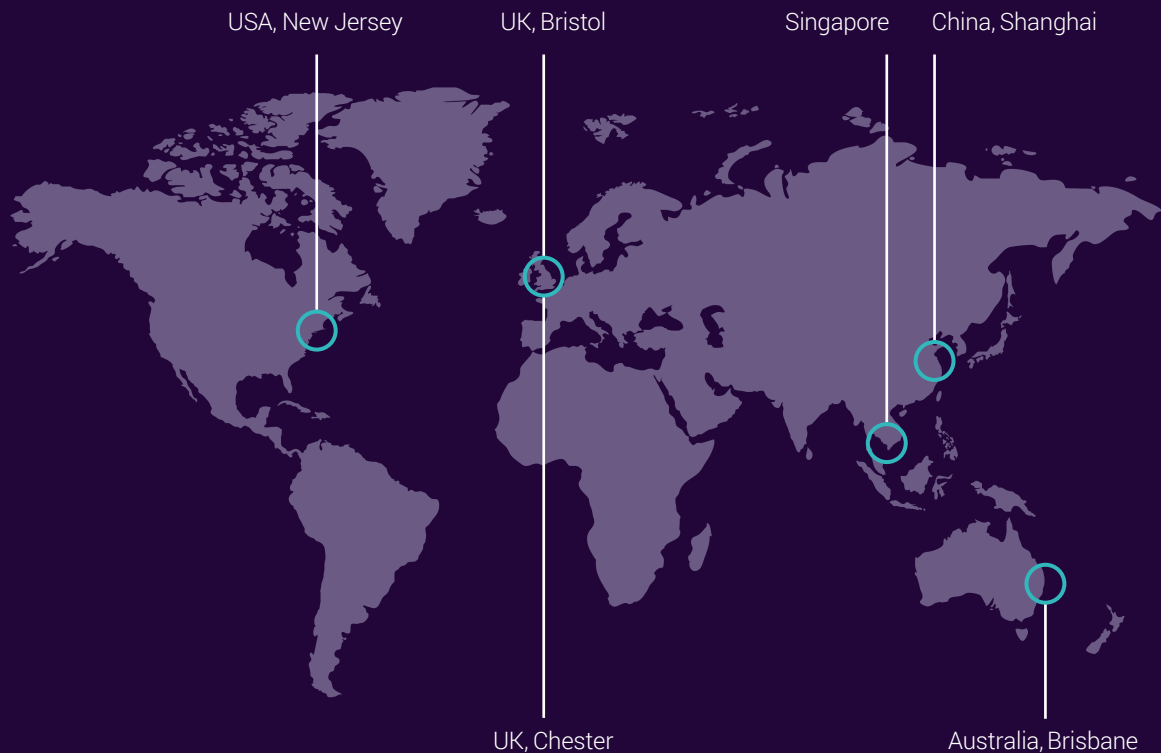 USA, New Jersey
UK, Bristol
Singapore
China, Shanghai
UK, Chester
Australia, Brisbane